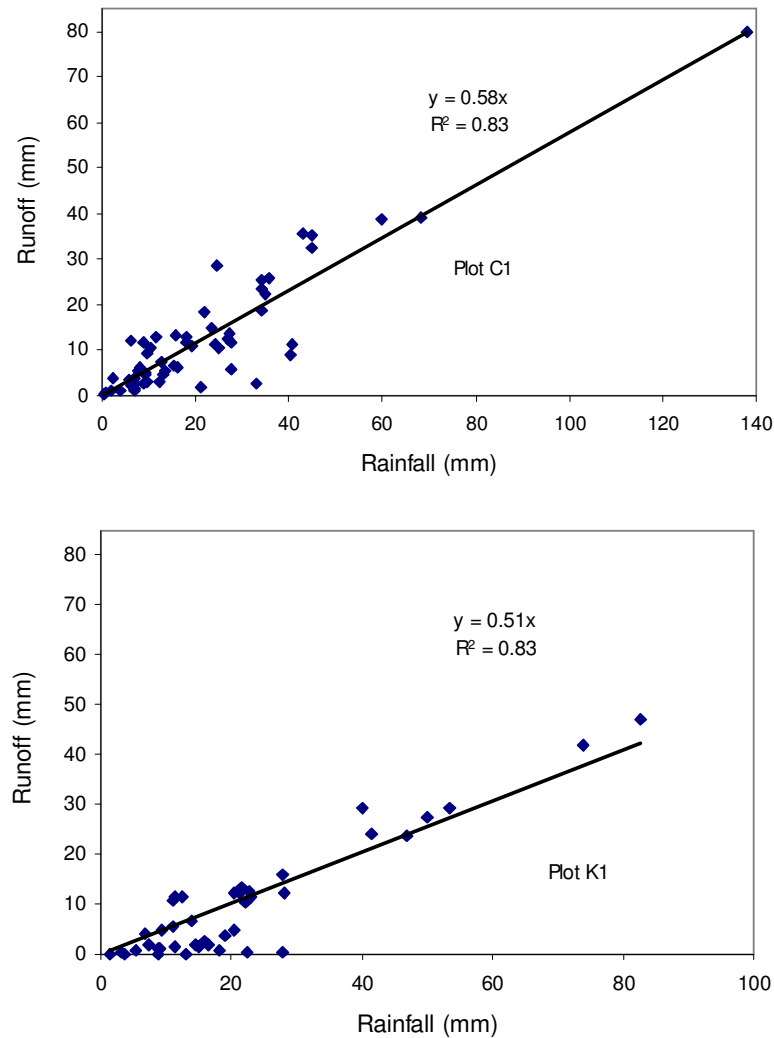 80
70
60
50
40
30
20
10
0
Runoff (mm)
y = 0.58x
R² = 0.83
Plot C1
0 20 40 60 80 100 120 140
Rainfall (mm)
80
70
60
50
40
30
20
10
0
Runoff (mm)
y = 0.51x
R² = 0.83
Plot K1
0 20 40 60 80 100
Rainfall (mm)